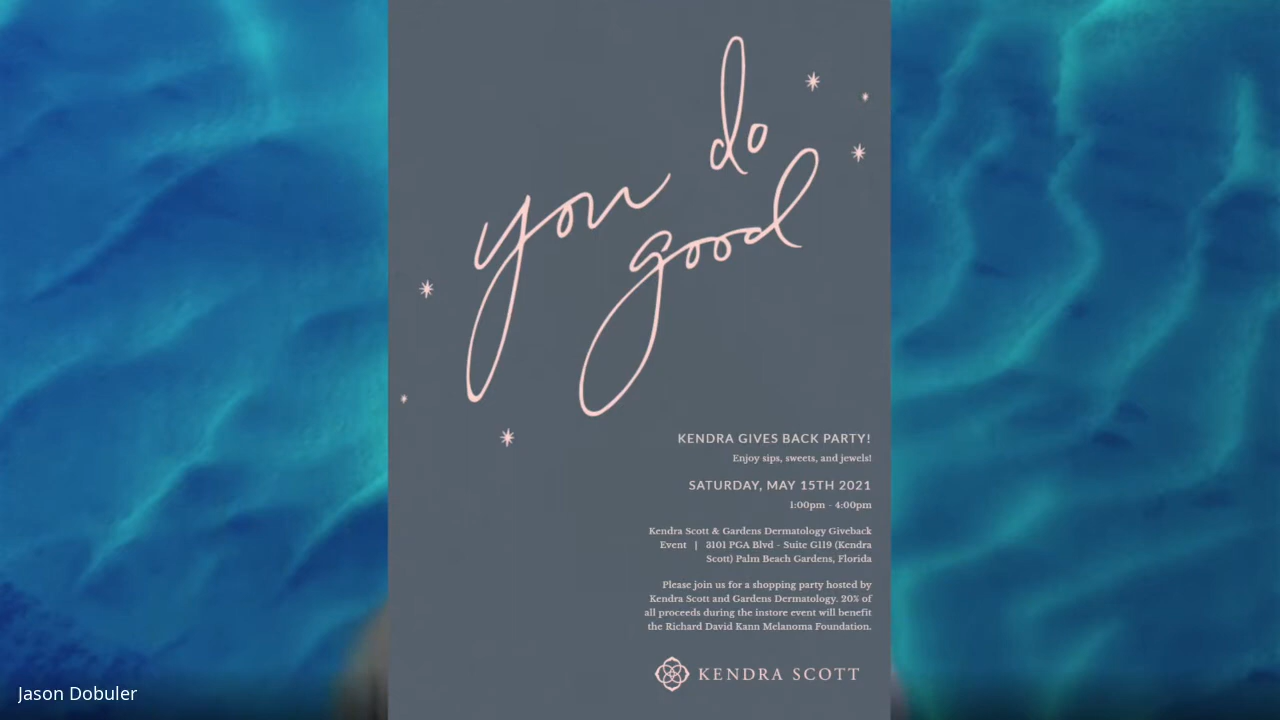 you do
good
KENDRA GIVES BACK PARTY!
Enjoy sips, sweets, and jewels!
SATURDAY, MAY 15TH 2021
1:00pm - 4:00pm
Kendra Scott & Gardens Dermatology Giveback
Event | 3101 PGA Blvd - Suite G119 (Kendra
Scott) Palm Beach Gardens, Florida
Please join us for a shopping party hosted by
Kendra Scott and Gardens Dermatology. 20% of
all proceeds during the instore event will benefit
the Richard David Kann Melanoma Foundation.
KENDRA SCOTT
Jason Dobuler